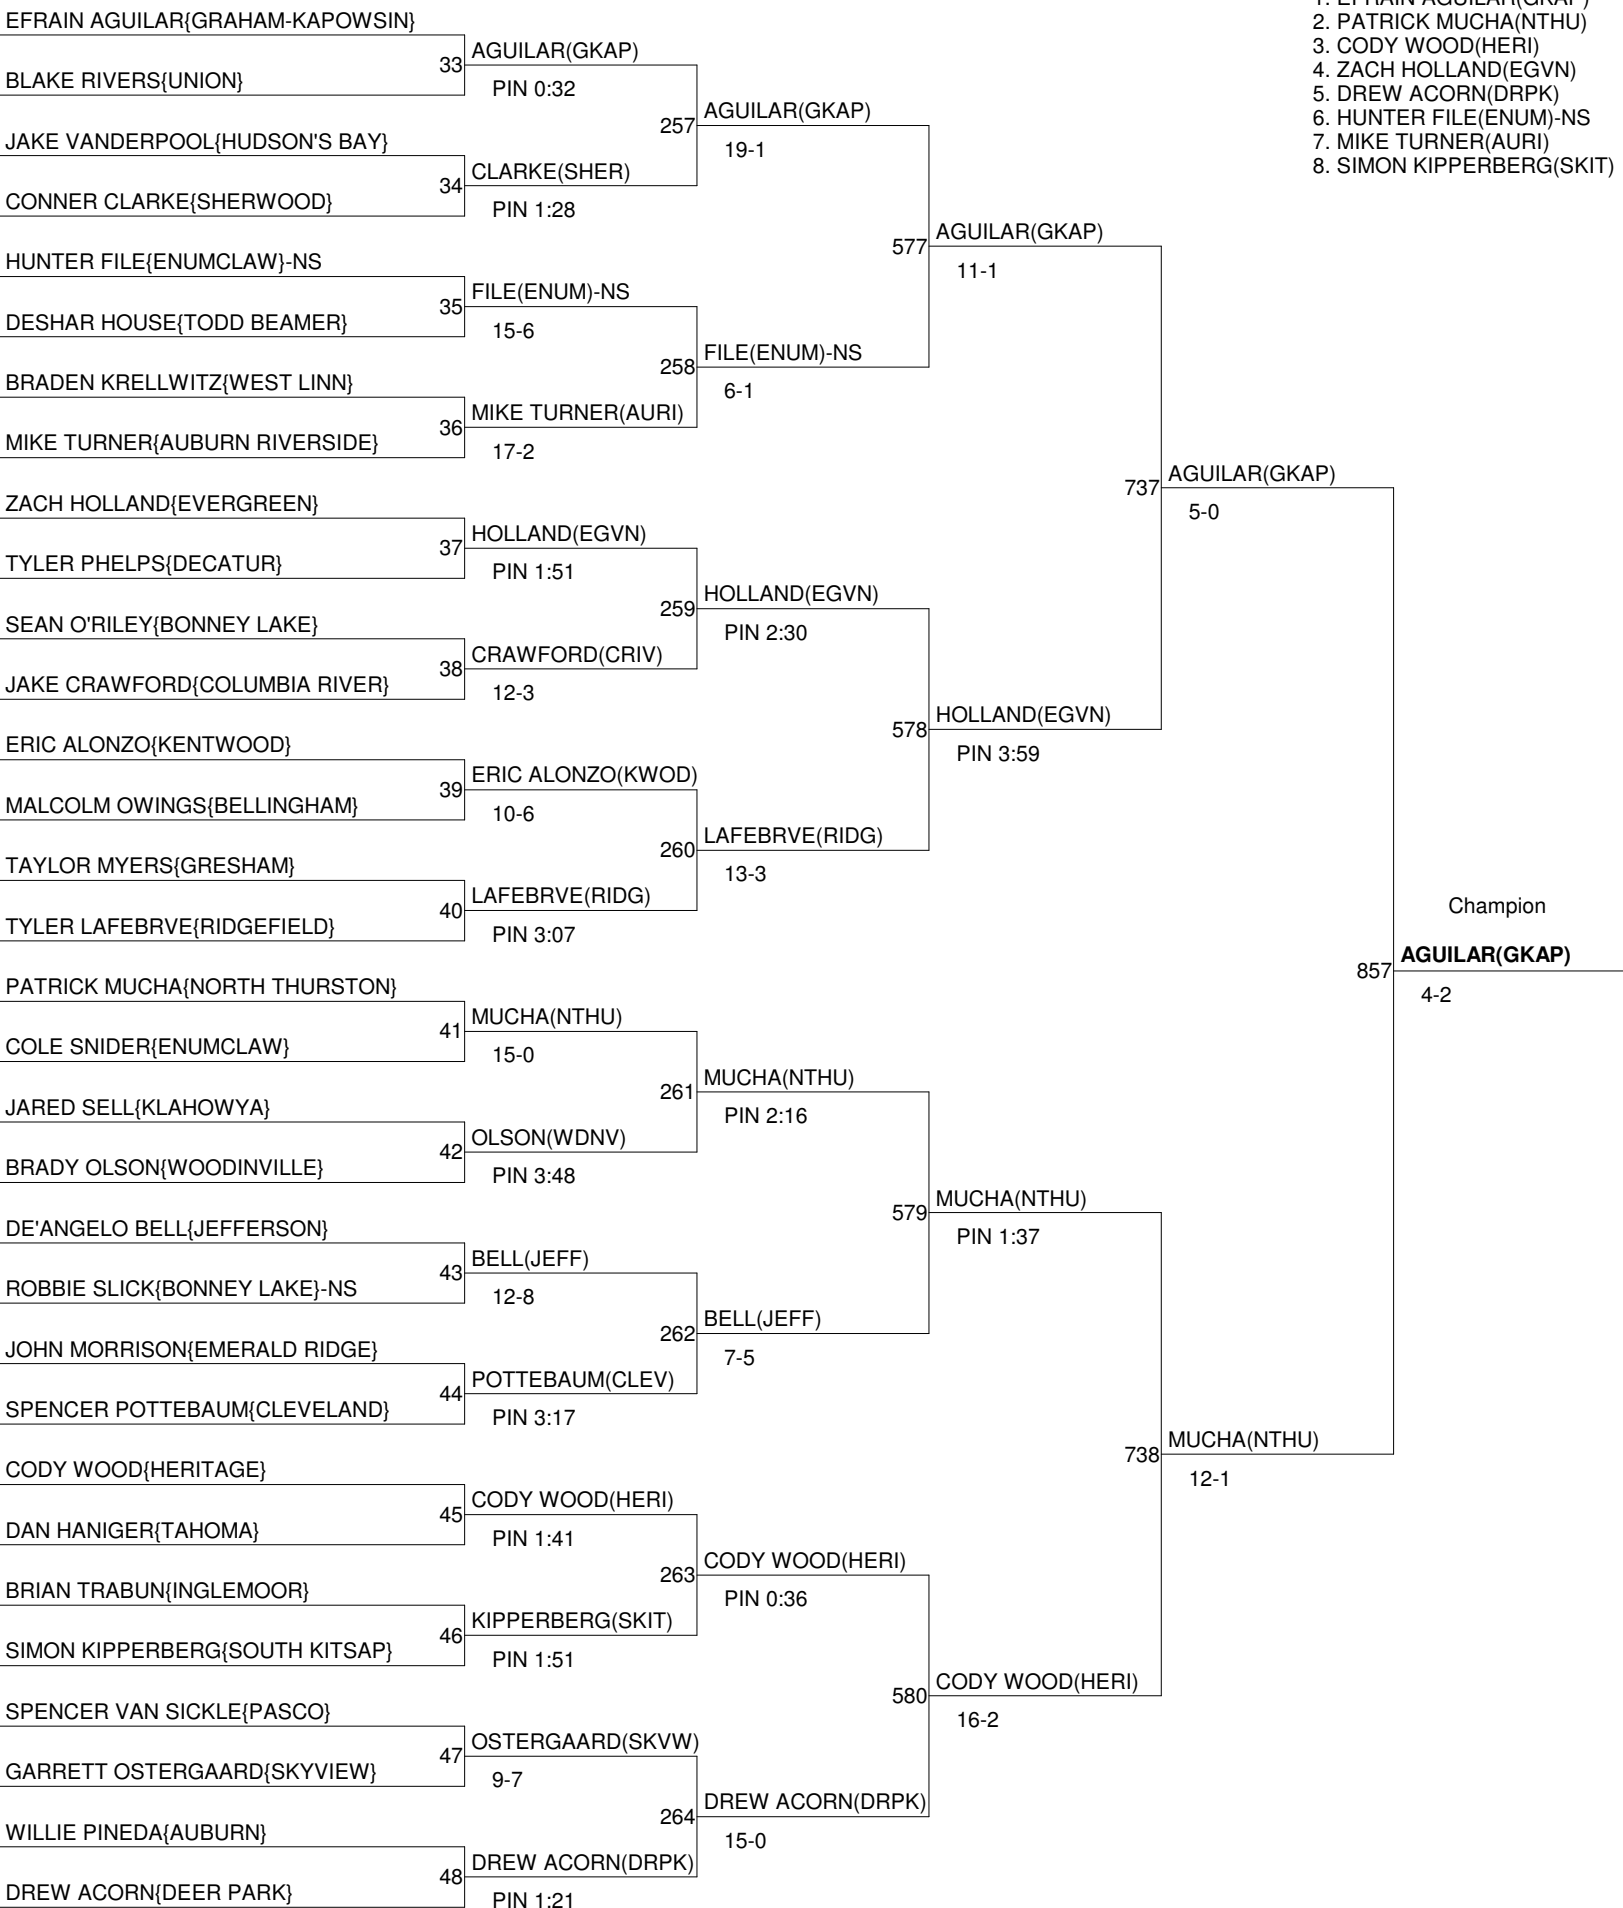 EFRAIN AGUILAR{GRAHAM-KAPOWSIN}
BLAKE RIVERS{UNION}
JAKE VANDERPOOL{HUDSON'S BAY}
CONNER CLARKE{SHERWOOD}
HUNTER FILE{ENUMCLAW}-NS
DESHAR HOUSE{TODD BEAMER}
BRADEN KRELLWITZ{WEST LINN}
MIKE TURNER{AUBURN RIVERSIDE}
ZACH HOLLAND{EVERGREEN}
TYLER PHELPS{DECATUR}
SEAN O'RILEY{BONNEY LAKE}
JAKE CRAWFORD{COLUMBIA RIVER}
ERIC ALONZO{KENTWOOD}
MALCOLM OWINGS{BELLINGHAM}
TAYLOR MYERS{GRESHAM}
TYLER LAFEBRVE{RIDGEFIELD}
PATRICK MUCHA{NORTH THURSTON}
COLE SNIDER{ENUMCLAW}
JARED SELL{KLAHOWYA}
BRADY OLSON{WOODINVILLE}
DE'ANGELO BELL{JEFFERSON}
ROBBIE SLICK{BONNEY LAKE}-NS
JOHN MORRISON{EMERALD RIDGE}
SPENCER POTTEBAUM{CLEVELAND}
CODY WOOD{HERITAGE}
DAN HANIGER{TAHOMA}
BRIAN TRABUN{INGLEMOOR}
SIMON KIPPERBERG{SOUTH KITSAP}
SPENCER VAN SICKLE{PASCO}
GARRETT OSTERGAARD{SKYVIEW}
WILLIE PINEDA{AUBURN}
DREW ACORN{DEER PARK}
33 AGUILAR(GKAP)
PIN 0:32
34 CLARKE(SHER)
PIN 1:28
35 FILE(ENUM)-NS
15-6
36 MIKE TURNER(AURI)
17-2
37 HOLLAND(EGVN)
PIN 1:51
38 CRAWFORD(CRIV)
12-3
39 ERIC ALONZO(KWOD)
10-6
40 LAFEBRVE(RIDG)
PIN 3:07
41 MUCHA(NTHU)
15-0
42 OLSON(WDNV)
PIN 3:48
43 BELL(JEFF)
12-8
44 POTTEBAUM(CLEV)
PIN 3:17
45 CODY WOOD(HERI)
PIN 1:41
46 KIPPERBERG(SKIT)
PIN 1:51
47 OSTERGAARD(SKVW)
9-7
48 DREW ACORN(DRPK)
PIN 1:21
257 AGUILAR(GKAP)
19-1
258 FILE(ENUM)-NS
6-1
259 HOLLAND(EGVN)
PIN 2:30
260 LAFEBRVE(RIDG)
13-3
261 MUCHA(NTHU)
PIN 2:16
262 BELL(JEFF)
7-5
263 CODY WOOD(HERI)
PIN 0:36
264 DREW ACORN(DRPK)
15-0
577 AGUILAR(GKAP)
11-1
578 HOLLAND(EGVN)
PIN 3:59
579 MUCHA(NTHU)
PIN 1:37
580 CODY WOOD(HERI)
16-2
737 AGUILAR(GKAP)
5-0
738 MUCHA(NTHU)
12-1
Champion
857 AGUILAR(GKAP)
4-2
1. EFRAIN AGUILAR(GKAP)
2. PATRICK MUCHA(NTHU)
3. CODY WOOD(HERI)
4. ZACH HOLLAND(EGVN)
5. DREW ACORN(DRPK)
6. HUNTER FILE(ENUM)-NS
7. MIKE TURNER(AURI)
8. SIMON KIPPERBERG(SKIT)